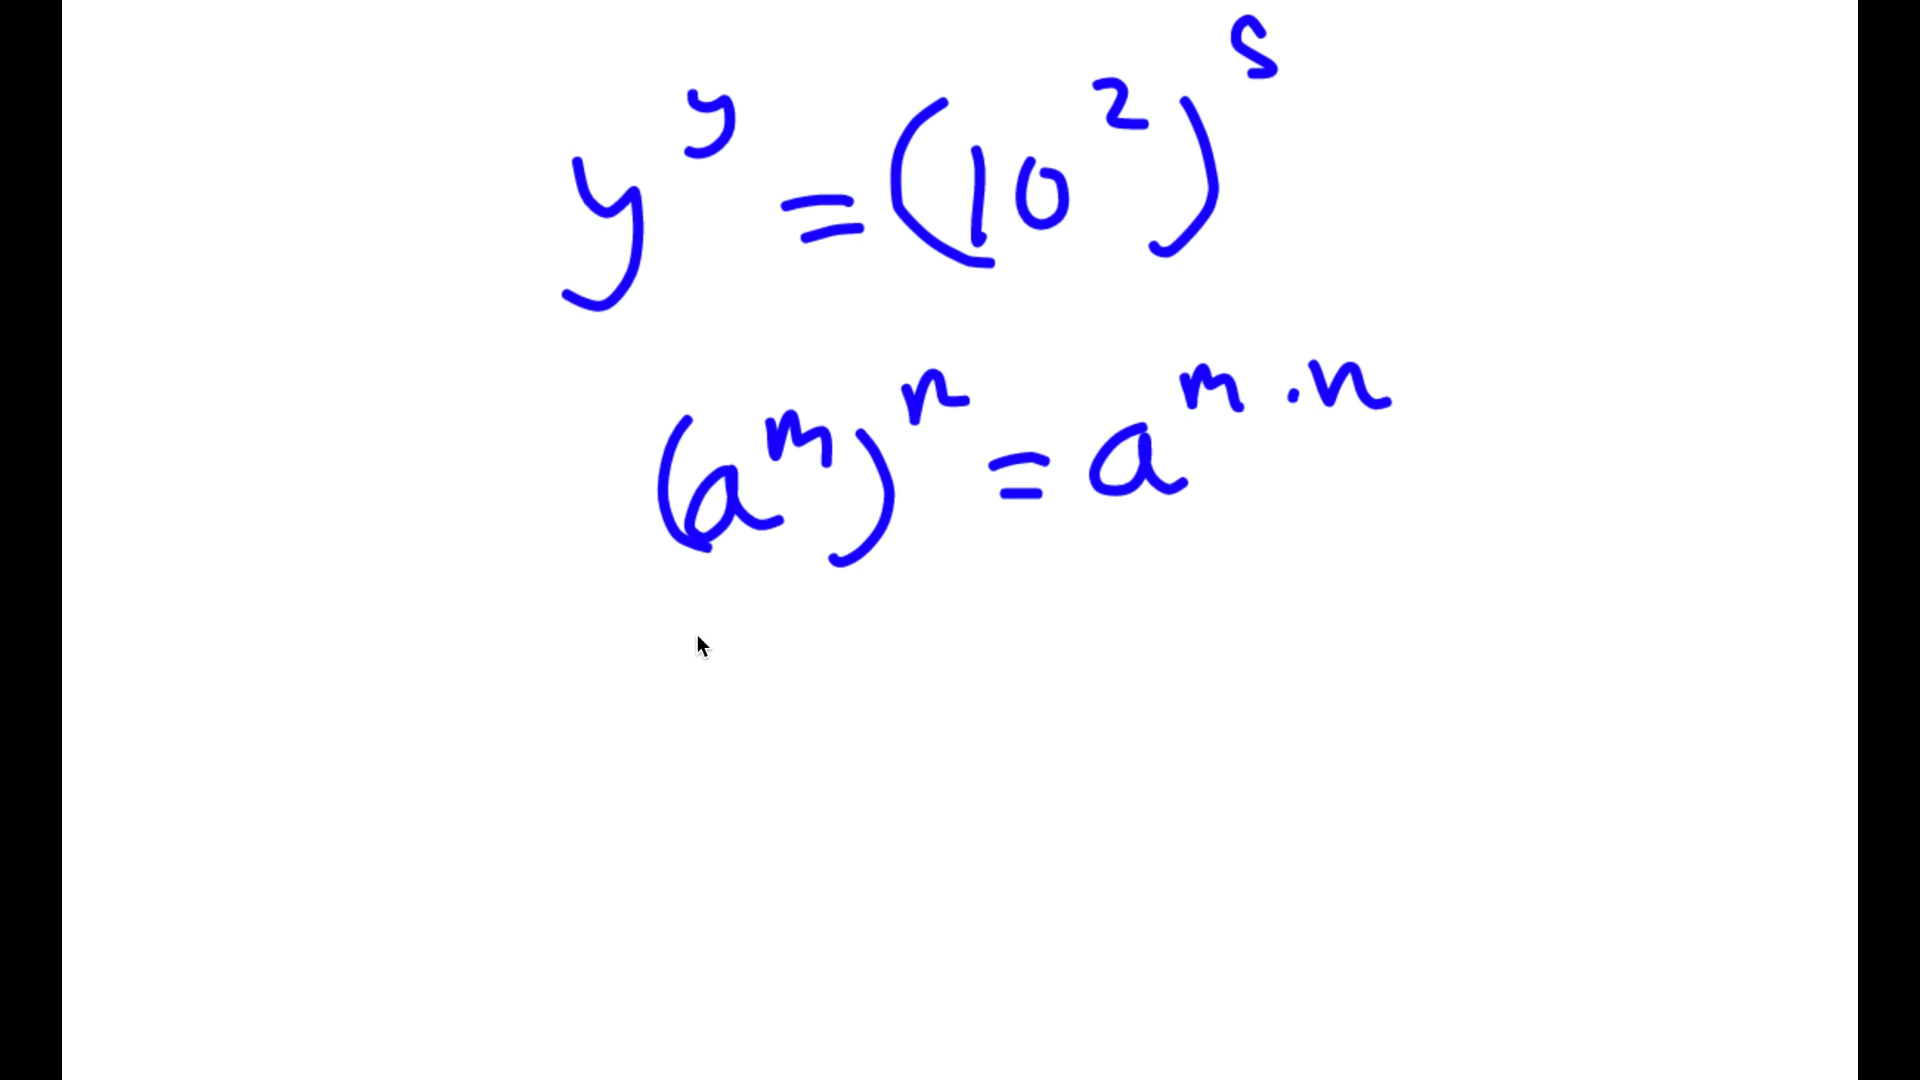 y^y = (10^2)^5
(a^m)^n = a^{m·n}